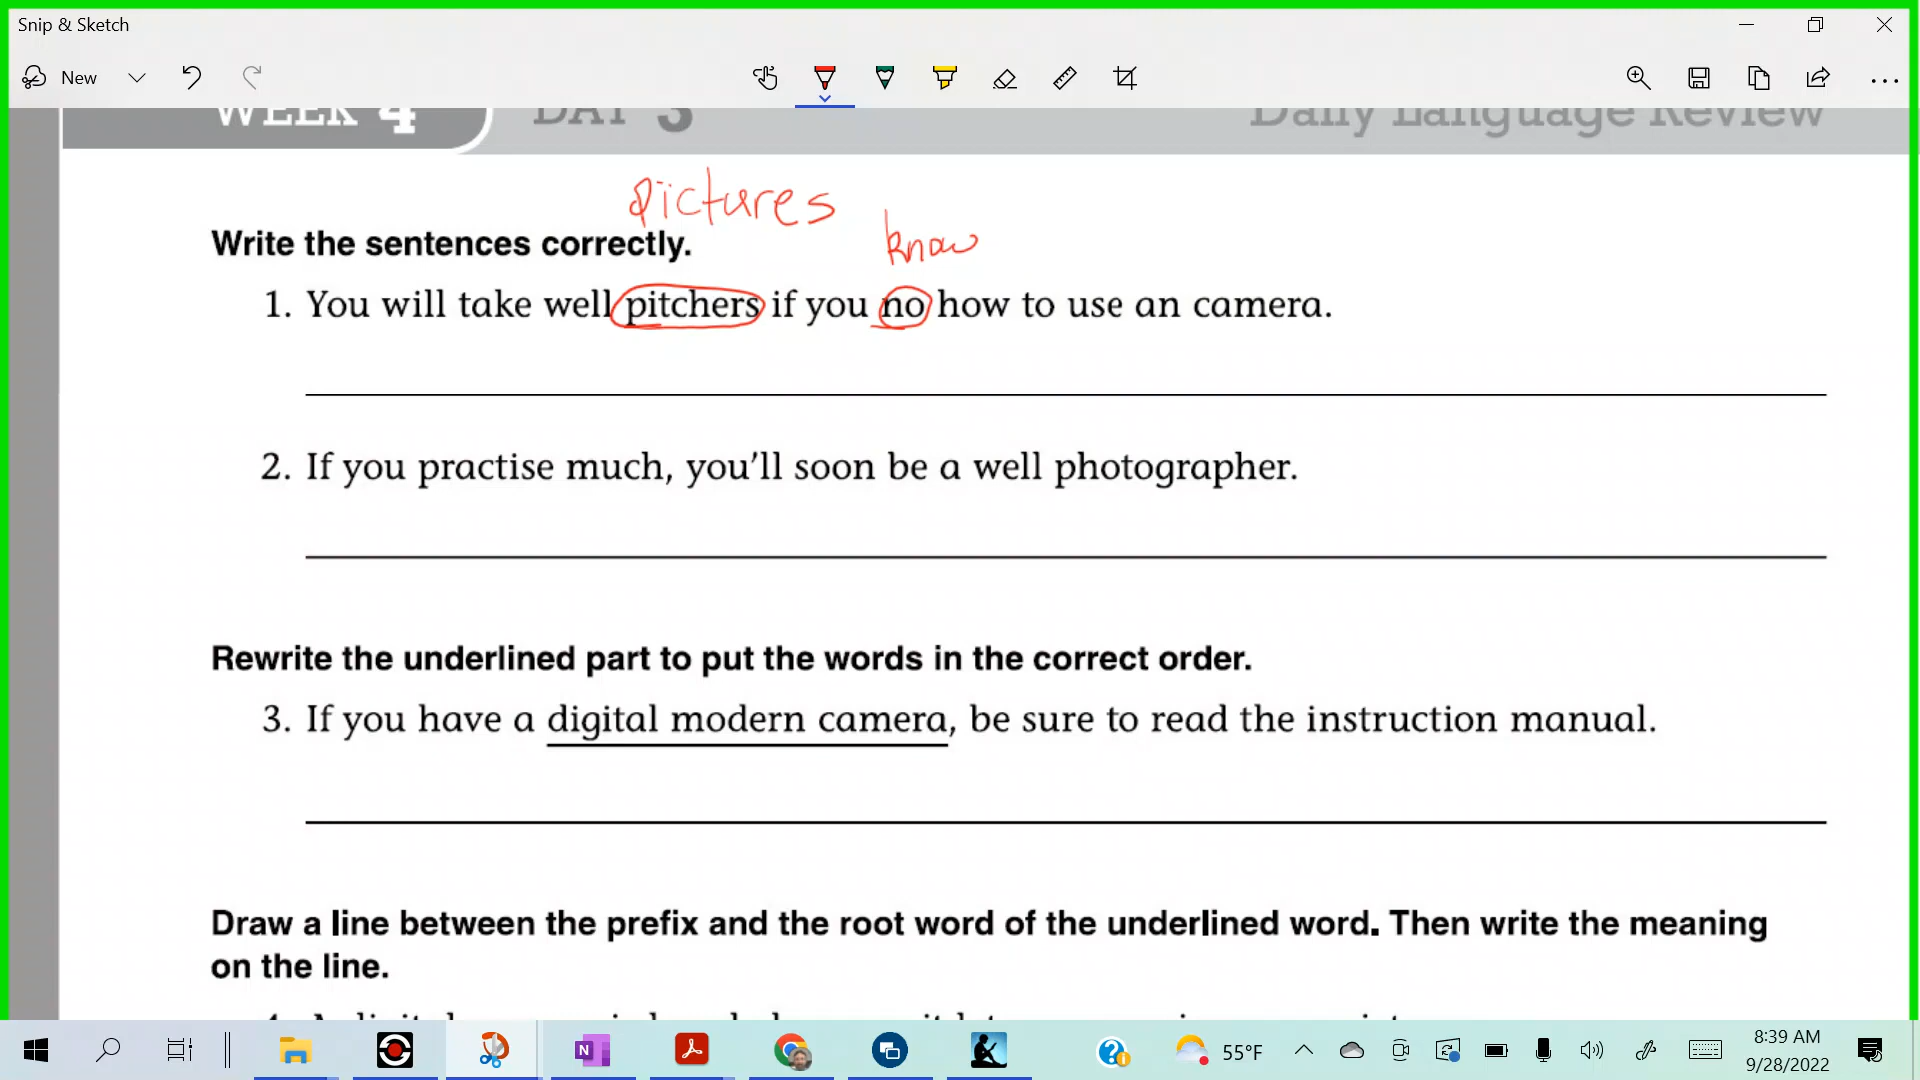 Snip & Sketch
New
WEEK 4 DAY 3 Daily Language Review
pictures
know
Write the sentences correctly.
1. You will take well pitchers if you no how to use an camera.
2. If you practise much, you'll soon be a well photographer.
Rewrite the underlined part to put the words in the correct order.
3. If you have a digital modern camera, be sure to read the instruction manual.
Draw a line between the prefix and the root word of the underlined word. Then write the meaning
on the line.
55°F
8:39 AM
9/28/2022